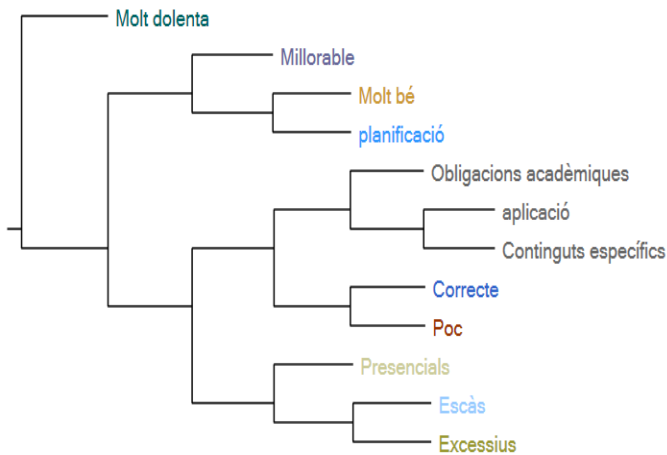 Molt dolenta
Millorable
Molt bé
planificació
Obligacions acadèmiques
aplicació
Continguts específics
Correcte
Poc
Presencials
Escàs
Excessius